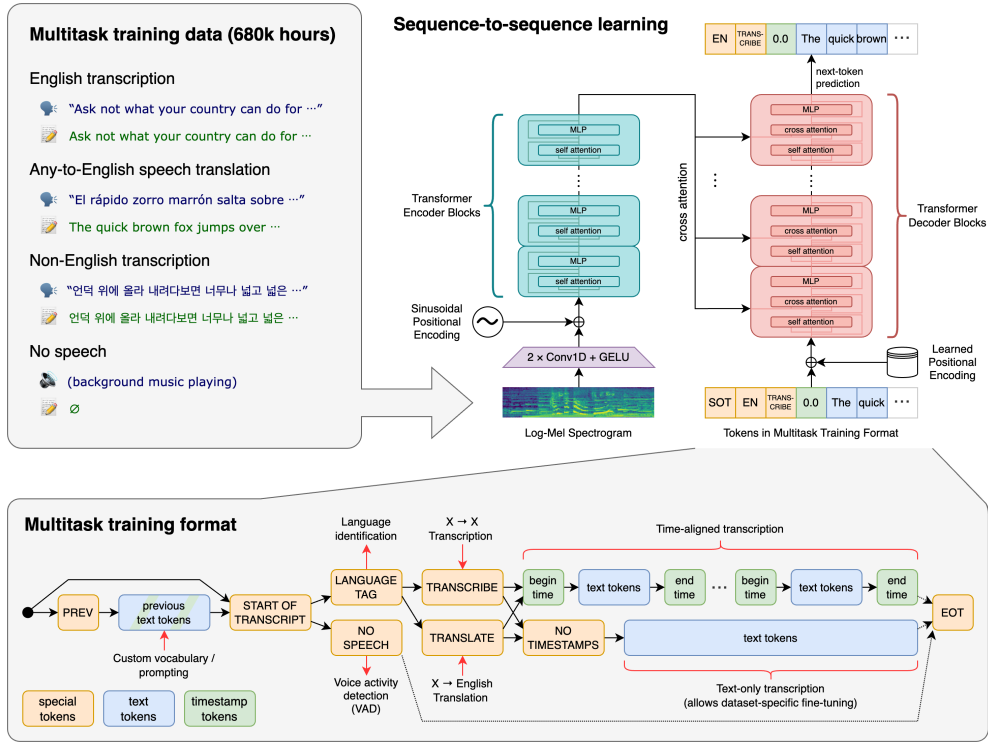 Multitask training data (680k hours)
English transcription
“Ask not what your country can do for ⋯”
Ask not what your country can do for ⋯
Any-to-English speech translation
“El rápido zorro marrón salta sobre ⋯”
The quick brown fox jumps over ⋯
Non-English transcription
“언덕 위에 올라 내려다보면 너무나 넓고 넓은 ⋯”
언덕 위에 올라 내려다보면 너무나 넓고 넓은 ⋯
No speech
(background music playing)
∅
Sequence-to-sequence learning
EN
TRANS-
CRIBE
0.0
The
quick
brown
⋯
next-token
prediction
Transformer
Encoder Blocks
MLP
self attention
⋮
MLP
self attention
MLP
self attention
Sinusoidal
Positional
Encoding
~
2 × Conv1D + GELU
Log-Mel Spectrogram
cross attention
⋮
MLP
cross attention
self attention
⋮
MLP
cross attention
self attention
MLP
cross attention
self attention
Transformer
Decoder Blocks
Learned
Positional
Encoding
SOT
EN
TRANS-
CRIBE
0.0
The
quick
⋯
Tokens in Multitask Training Format
Multitask training format
Language
identification
X → X
Transcription
Time-aligned transcription
PREV
previous
text tokens
START OF
TRANSCRIPT
LANGUAGE
TAG
TRANSCRIBE
begin
time
text tokens
end
time
⋯
begin
time
text tokens
end
time
EOT
NO
SPEECH
TRANSLATE
NO
TIMESTAMPS
text tokens
Custom vocabulary /
prompting
Voice activity
detection
(VAD)
X → English
Translation
Text-only transcription
(allows dataset-specific fine-tuning)
special
tokens
text
tokens
timestamp
tokens